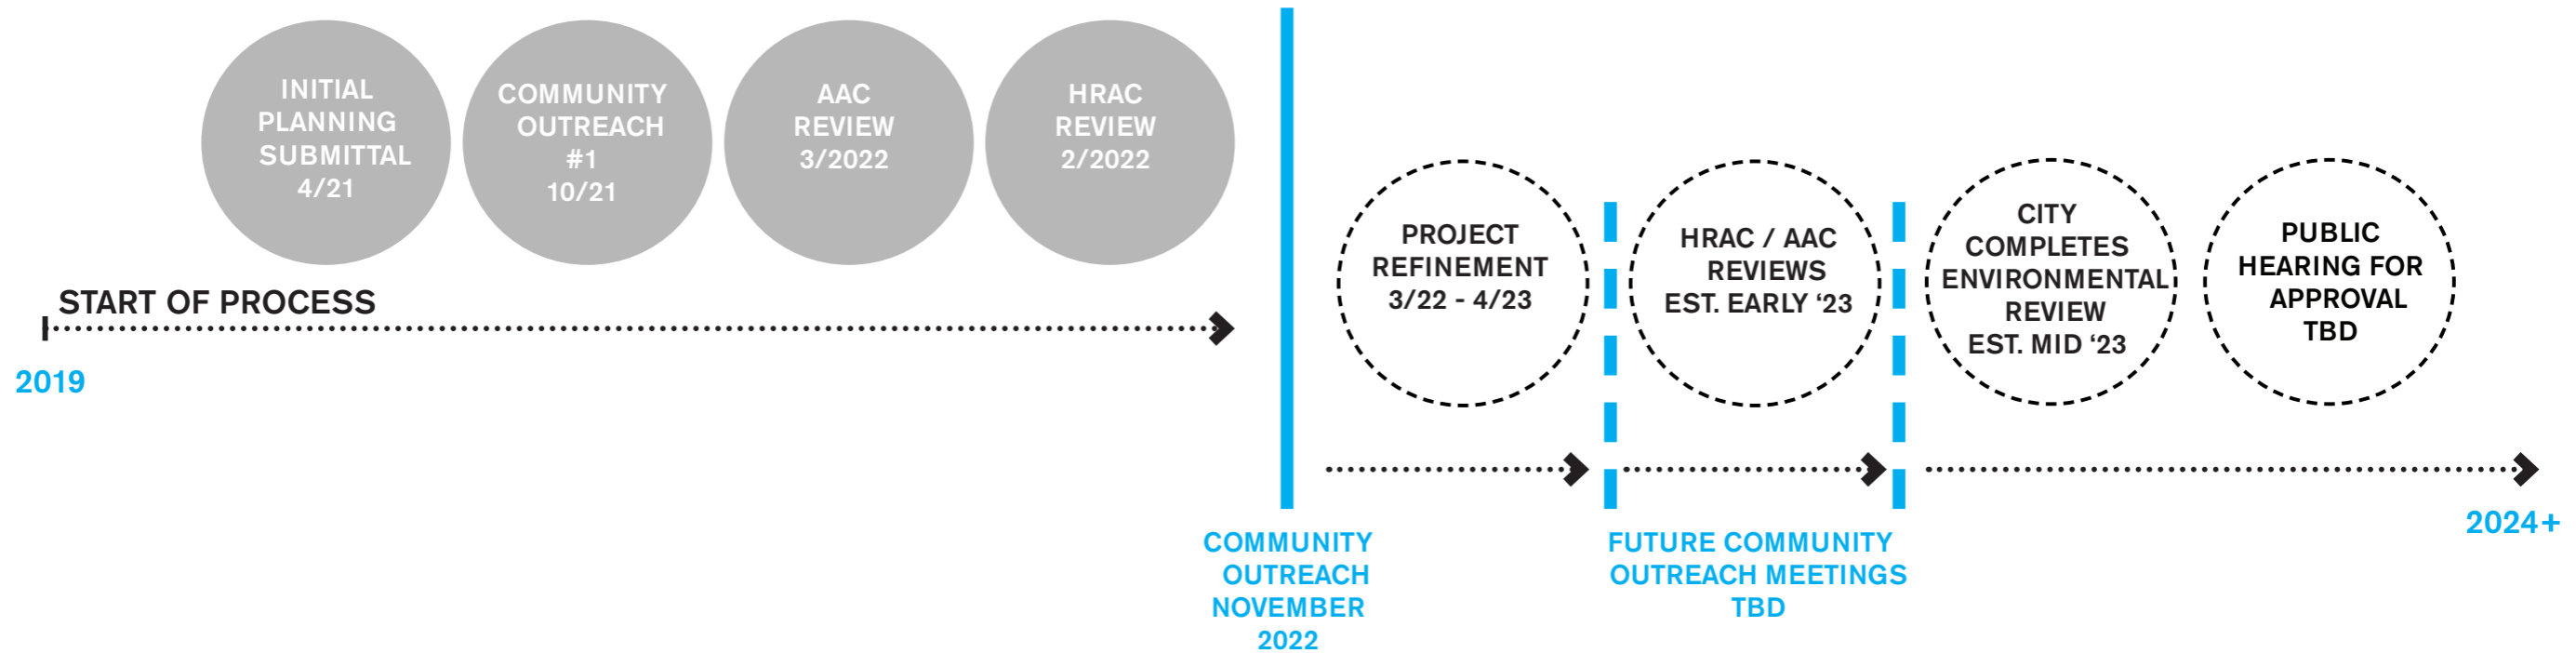 INITIAL
PLANNING
SUBMITTAL
4/21
COMMUNITY
OUTREACH
#1
10/21
AAC
REVIEW
3/2022
HRAC
REVIEW
2/2022
START OF PROCESS
2019
PROJECT
REFINEMENT
3/22 - 4/23
HRAC / AAC
REVIEWS
EST. EARLY ‘23
CITY
COMPLETES
ENVIRONMENTAL
REVIEW
EST. MID ‘23
PUBLIC
HEARING FOR
APPROVAL
TBD
COMMUNITY
OUTREACH
NOVEMBER
2022
FUTURE COMMUNITY
OUTREACH MEETINGS
TBD
2024+